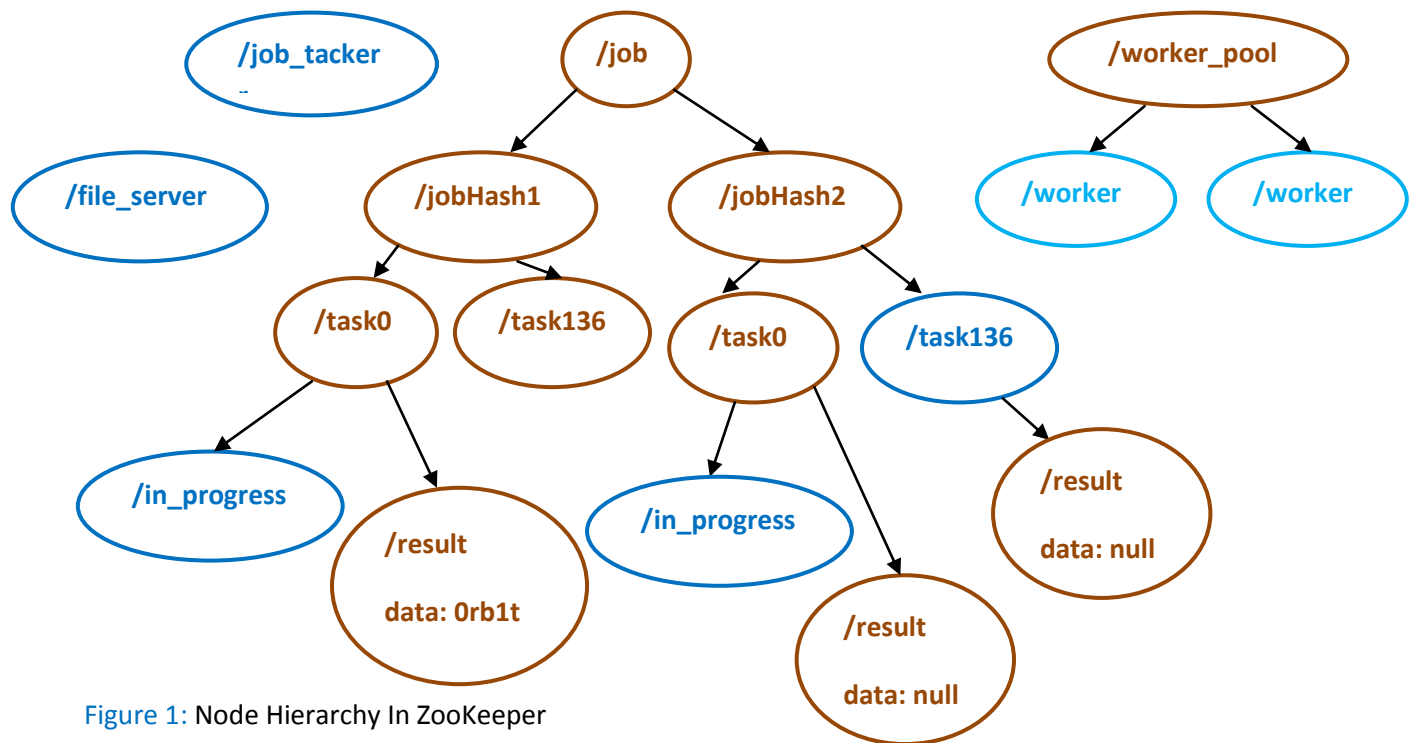 /job_tacker
/job
/worker_pool
/file_server
/jobHash1
/jobHash2
/worker
/worker
/task0
/task136
/task0
/task136
/in_progress
/result
data: 0rb1t
/in_progress
/result
data: null
/result
data: null
Figure 1: Node Hierarchy In ZooKeeper